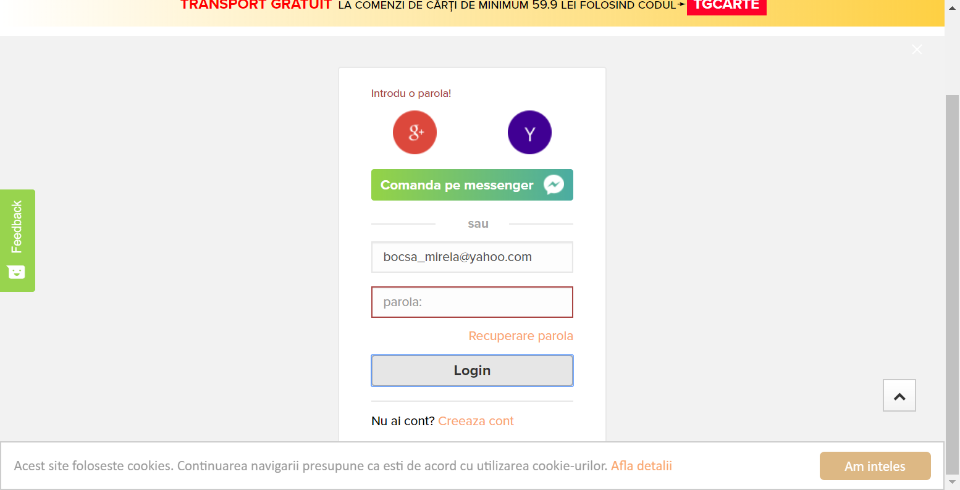 TRANSPORT GRATUIT LA COMENZI DE CĂRȚI DE MINIMUM 59.9 LEI FOLOSIND CODUL TGCARTE
Introdu o parola!
g+
Y
Comanda pe messenger
sau
Feedback
bocsa_mirela@yahoo.com
parola:
Recuperare parola
Login
Nu ai cont? Creeaza cont
Acest site foloseste cookies. Continuarea navigarii presupune ca esti de acord cu utilizarea cookie-urilor. Afla detalii
Am inteles